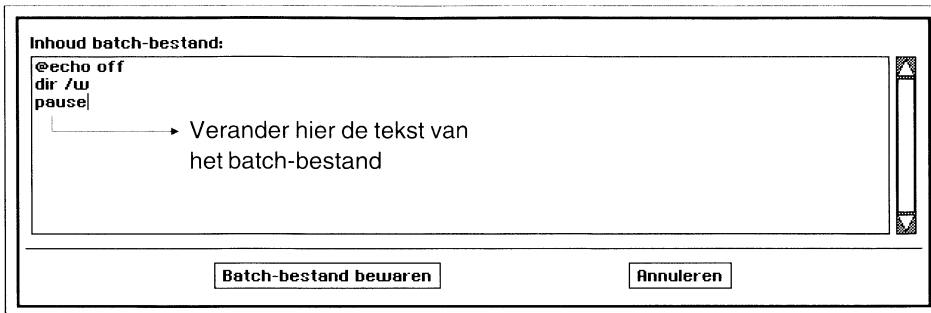 Inhoud batch-bestand:
@echo off
dir /w
pause
Verander hier de tekst van
het batch-bestand
Batch-bestand bewaren
Annuleren